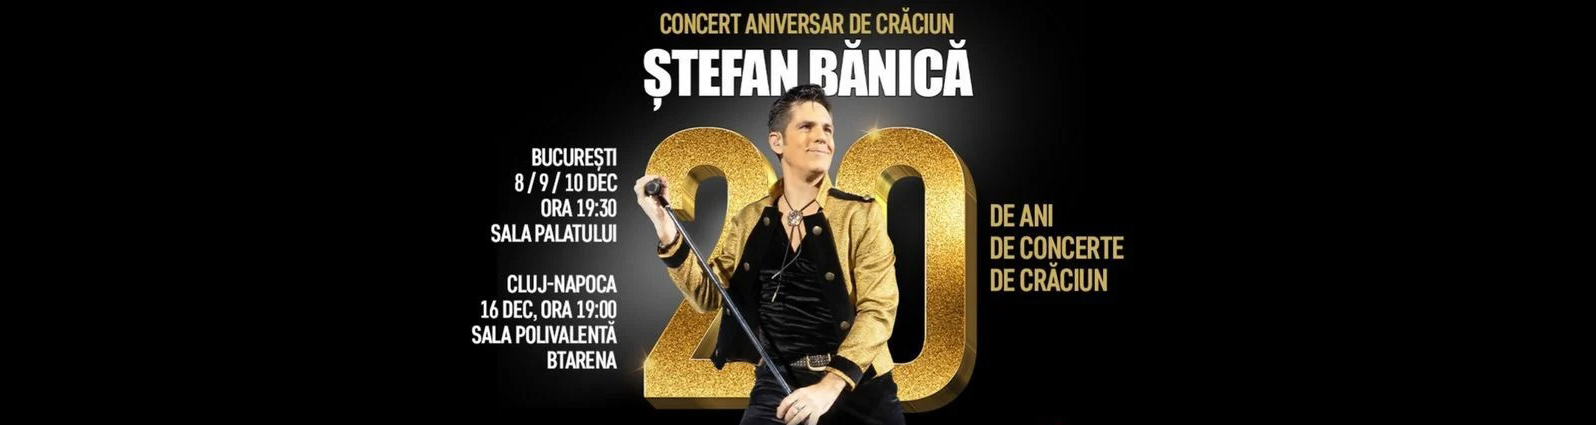 CONCERT ANIVERSAR DE CRĂCIUN
ȘTEFAN BĂNICĂ
BUCUREȘTI
8 / 9 / 10 DEC
ORA 19:30
SALA PALATULUI
CLUJ-NAPOCA
16 DEC, ORA 19:00
SALA POLIVALENTĂ
BTARENA
20
DE ANI
DE CONCERTE
DE CRĂCIUN